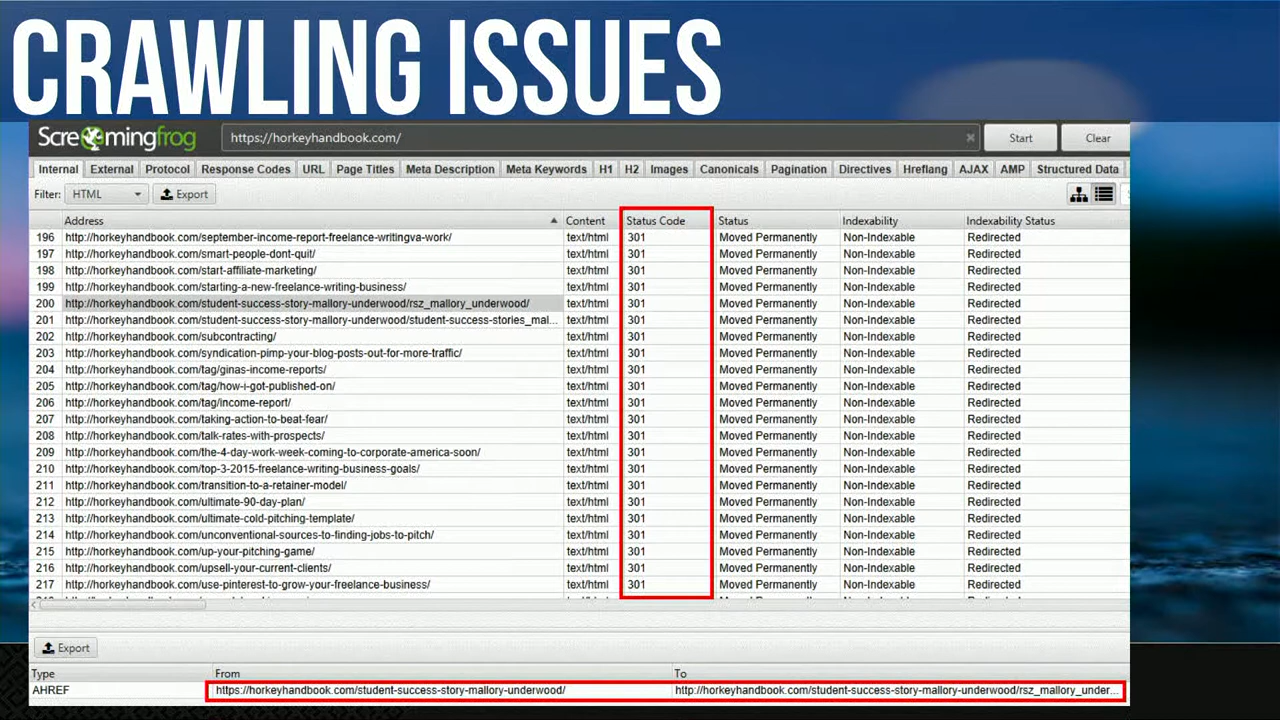 CRAWLING ISSUES
Screamingfrog https://horkeyhandbook.com/ Start Clear
Internal External Protocol Response Codes URL Page Titles Meta Description Meta Keywords H1 H2 Images Canonicals Pagination Directives Hreflang AJAX AMP Structured Data
Filter: HTML Export
Address Content Status Code Status Indexability Indexability Status
196 http://horkeyhandbook.com/september-income-report-freelance-writingva-work/ text/html 301 Moved Permanently Non-Indexable Redirected
197 http://horkeyhandbook.com/smart-people-dont-quit/ text/html 301 Moved Permanently Non-Indexable Redirected
198 http://horkeyhandbook.com/start-affiliate-marketing/ text/html 301 Moved Permanently Non-Indexable Redirected
199 http://horkeyhandbook.com/starting-a-new-freelance-writing-business/ text/html 301 Moved Permanently Non-Indexable Redirected
200 http://horkeyhandbook.com/student-success-story-mallory-underwood/rsz_mallory_underwood/ text/html 301 Moved Permanently Non-Indexable Redirected
201 http://horkeyhandbook.com/student-success-story-mallory-underwood/student-success-stories_mal... text/html 301 Moved Permanently Non-Indexable Redirected
202 http://horkeyhandbook.com/subcontracting/ text/html 301 Moved Permanently Non-Indexable Redirected
203 http://horkeyhandbook.com/syndication-pimp-your-blog-posts-out-for-more-traffic/ text/html 301 Moved Permanently Non-Indexable Redirected
204 http://horkeyhandbook.com/tag/ginas-income-reports/ text/html 301 Moved Permanently Non-Indexable Redirected
205 http://horkeyhandbook.com/tag/how-i-got-published-on/ text/html 301 Moved Permanently Non-Indexable Redirected
206 http://horkeyhandbook.com/tag/income-report/ text/html 301 Moved Permanently Non-Indexable Redirected
207 http://horkeyhandbook.com/taking-action-to-beat-fear/ text/html 301 Moved Permanently Non-Indexable Redirected
208 http://horkeyhandbook.com/talk-rates-with-prospects/ text/html 301 Moved Permanently Non-Indexable Redirected
209 http://horkeyhandbook.com/the-4-day-work-week-coming-to-corporate-america-soon/ text/html 301 Moved Permanently Non-Indexable Redirected
210 http://horkeyhandbook.com/top-3-2015-freelance-writing-business-goals/ text/html 301 Moved Permanently Non-Indexable Redirected
211 http://horkeyhandbook.com/transition-to-a-retainer-model/ text/html 301 Moved Permanently Non-Indexable Redirected
212 http://horkeyhandbook.com/ultimate-90-day-plan/ text/html 301 Moved Permanently Non-Indexable Redirected
213 http://horkeyhandbook.com/ultimate-cold-pitching-template/ text/html 301 Moved Permanently Non-Indexable Redirected
214 http://horkeyhandbook.com/unconventional-sources-to-finding-jobs-to-pitch/ text/html 301 Moved Permanently Non-Indexable Redirected
215 http://horkeyhandbook.com/up-your-pitching-game/ text/html 301 Moved Permanently Non-Indexable Redirected
216 http://horkeyhandbook.com/upsell-your-current-clients/ text/html 301 Moved Permanently Non-Indexable Redirected
217 http://horkeyhandbook.com/use-pinterest-to-grow-your-freelance-business/ text/html 301 Moved Permanently Non-Indexable Redirected
Export
Type From To
AHREF https://horkeyhandbook.com/student-success-story-mallory-underwood/ http://horkeyhandbook.com/student-success-story-mallory-underwood/rsz_mallory_under...